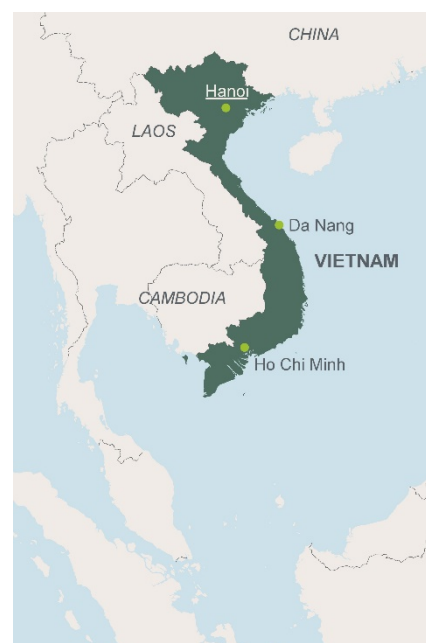 CHINA
Hanoi
LAOS
Da Nang
VIETNAM
CAMBODIA
Ho Chi Minh